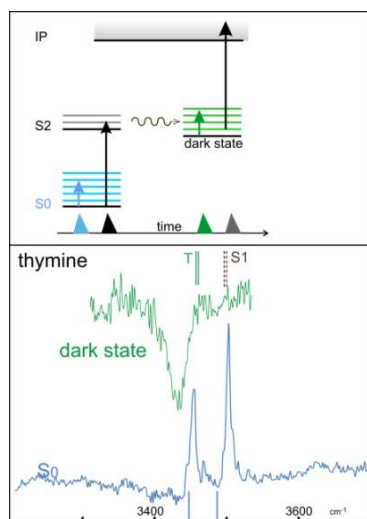 IP
S2
dark state
S0
time
thymine
T
S1
dark state
S0
3400
3600
cm⁻¹